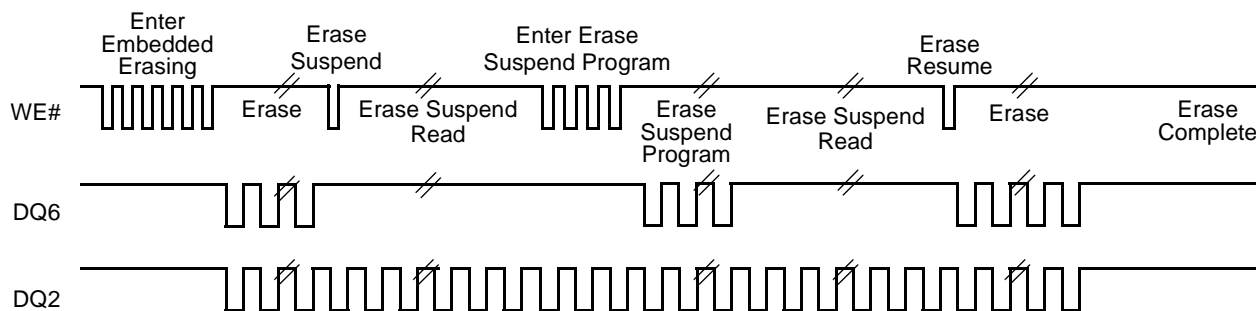 Enter
Embedded
Erasing
Erase
Suspend
Enter Erase
Suspend Program
Erase
Resume
WE#
Erase
Erase Suspend
Read
Erase
Suspend
Program
Erase Suspend
Read
Erase
Erase
Complete
DQ6
DQ2